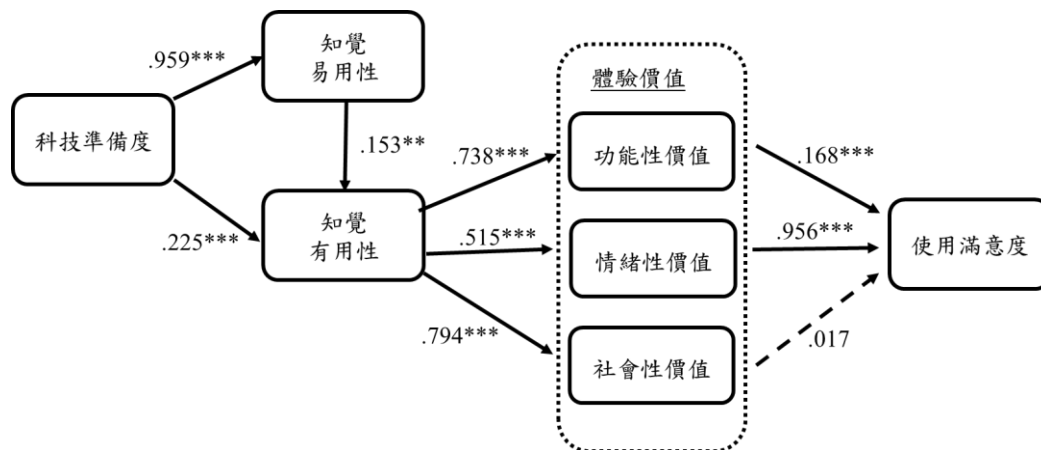 知覺
易用性
.959***
體驗價值
科技準備度
.153**
.738***
功能性價值
.168***
知覺
有用性
.225***
.515***
情緒性價值
.956***
使用滿意度
.794***
社會性價值
.017